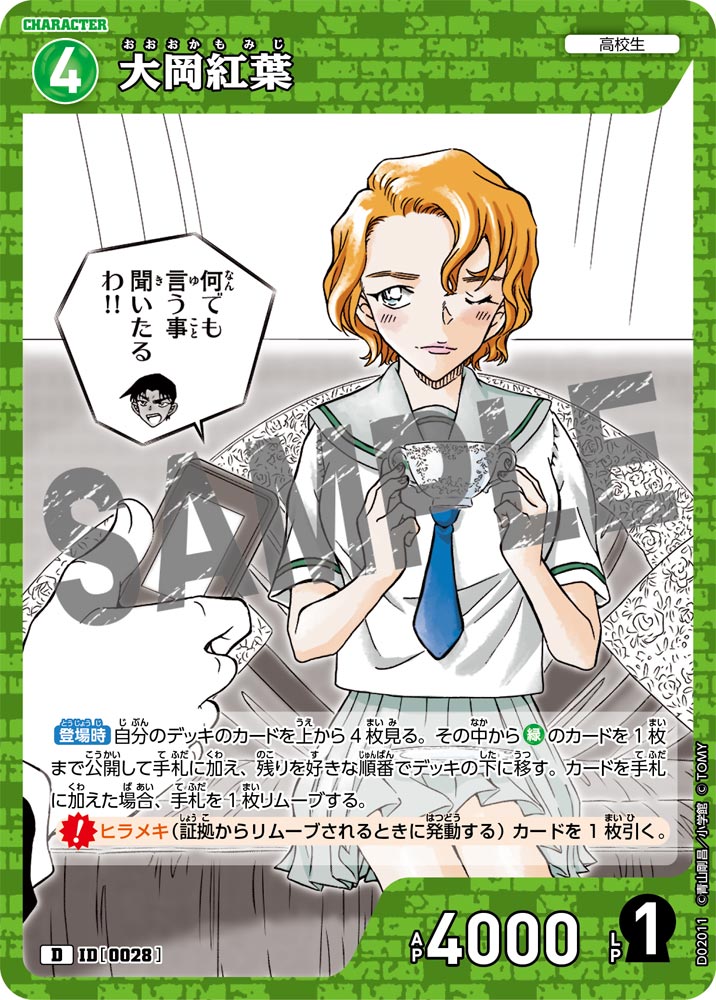 CHARACTER
4
おおおかもみじ
大岡紅葉
高校生
何でも
言う事
聞いたる
わ!!
なん
ゆ こと
き
SAMPLE
とうじょうじ じぶん うえ まい み なか まい
登場時 自分のデッキのカードを上から4枚見る。その中から緑のカードを1枚
こうかい てふだ くわ のこ す じゅんばん した うつ てふだ
まで公開して手札に加え、残りを好きな順番でデッキの下に移す。カードを手札
くわ ばあい てふだ まい
に加えた場合、手札を1枚リムーブする。
しょうこ はつどう まい ひ
ヒラメキ(証拠からリムーブされるときに発動する)カードを1枚引く。
D ID[0028]
AP 4000
LP 1
D02011 ©青山剛昌/小学館 ©TOMY